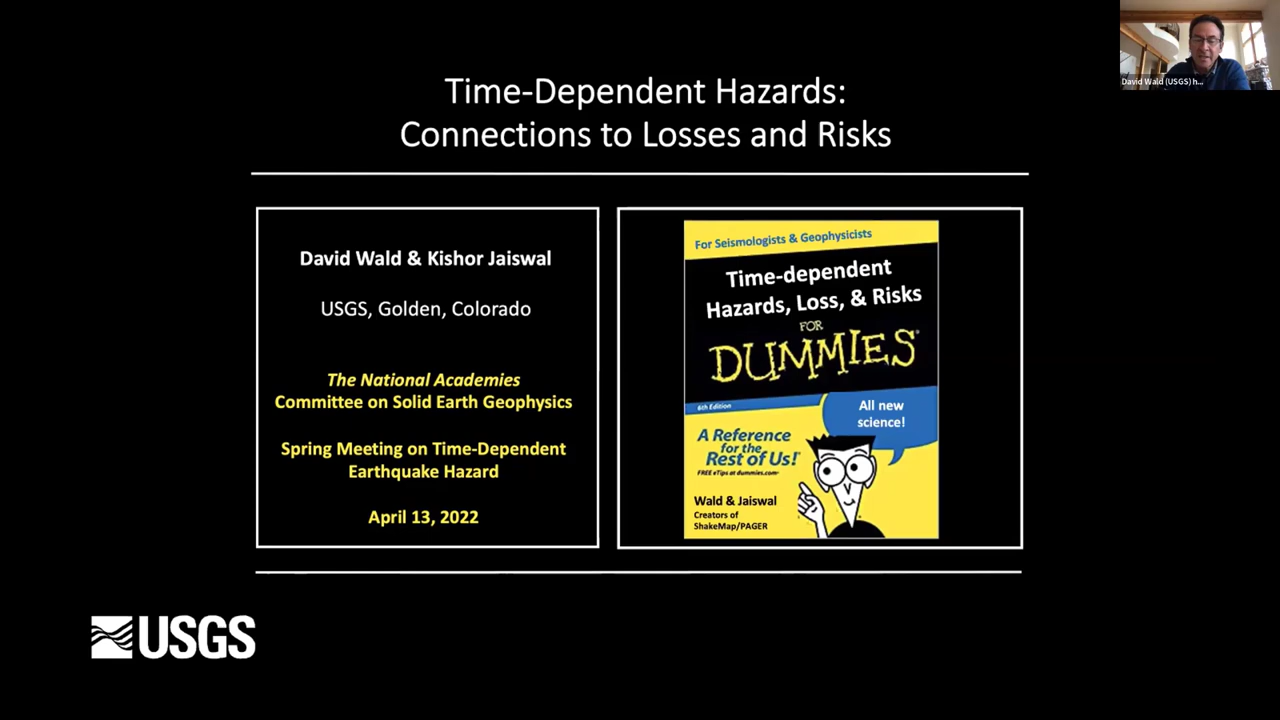 Time-Dependent Hazards:
Connections to Losses and Risks
David Wald (USGS) h...
David Wald & Kishor Jaiswal
USGS, Golden, Colorado
The National Academies
Committee on Solid Earth Geophysics
Spring Meeting on Time-Dependent
Earthquake Hazard
April 13, 2022
For Seismologists & Geophysicists
Time-dependent
Hazards, Loss, & Risks
FOR
DUMMIES®
6th Edition
All new
science!
A Reference
for the
Rest of Us!®
FREE eTips at dummies.com®
Wald & Jaiswal
Creators of
ShakeMap/PAGER
USGS